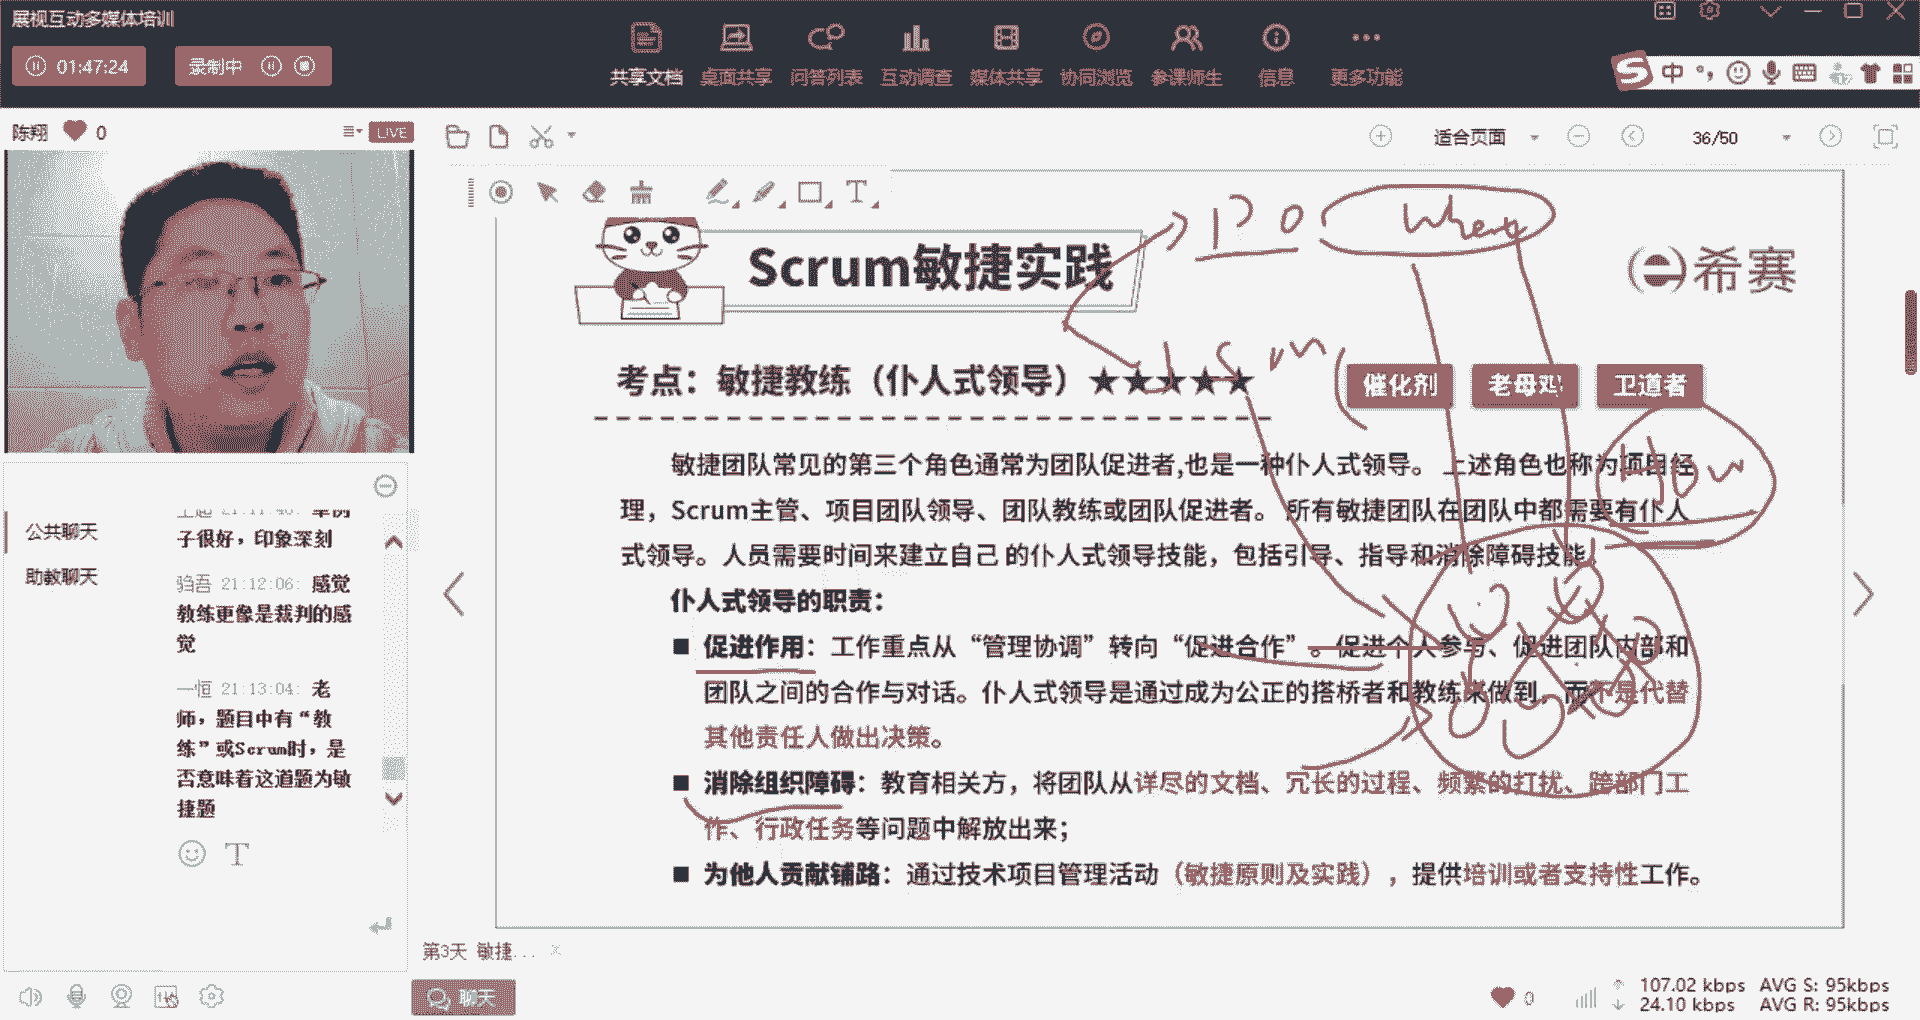 展视互动多媒体培训
01:47:24
录制中
共享文档 桌面共享 问答列表 互动调查 媒体共享 协同浏览 参课师生 信息 更多功能
中
陈翔 0
LIVE
适合页面
36/50
T
Scrum敏捷实践
PO
希赛
考点：敏捷教练（仆人式领导）★★★★★
催化剂
老母鸡
卫道者
How
敏捷团队常见的第三个角色通常为团队促进者,也是一种仆人式领导。 上述角色也称为项目经
理，Scrum主管、项目团队领导、团队教练或团队促进者。 所有敏捷团队在团队中都需要有仆人
式领导。人员需要时间来建立自己 的仆人式领导技能，包括引导、指导和消除障碍技能
仆人式领导的职责：
■ 促进作用：工作重点从“管理协调”转向“促进合作”。促进个人参与、促进团队内部和
团队之间的合作与对话。仆人式领导是通过成为公正的搭桥者和教练来做到，而不是代替
其他责任人做出决策。
■ 消除组织障碍：教育相关方，将团队从详尽的文档、冗长的过程、频繁的打扰、跨部门工
作、行政任务等问题中解放出来；
■ 为他人贡献铺路：通过技术项目管理活动（敏捷原则及实践），提供培训或者支持性工作。
公共聊天
助教聊天
子很好，印象深刻
21:12:06: 感觉
教练更像是裁判的感
觉
一恒 21:13:04: 老
师，题目中有“教
练”或Scrum时，是
否意味着这道题为敏
捷题
T
第3天 敏捷...
聊天
0
107.02 kbps AVG S: 95kbps
24.10 kbps AVG R: 95kbps